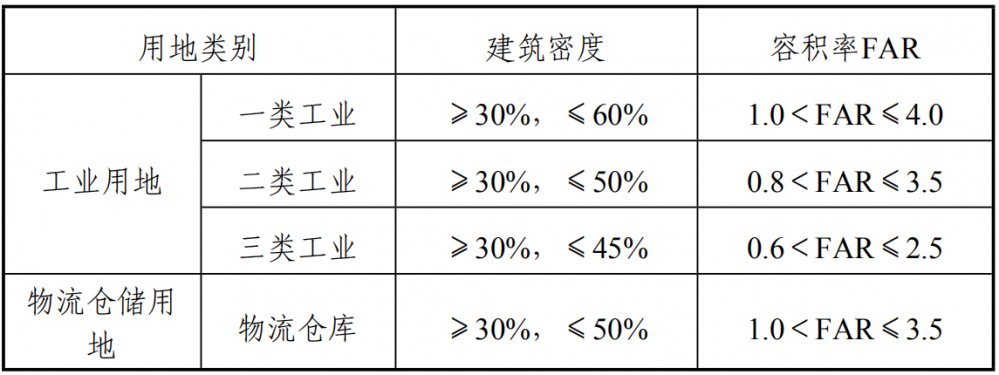 用地类别 建筑密度 容积率FAR
工业用地 一类工业 ≥30%，≤60% 1.0＜FAR≤4.0
二类工业 ≥30%，≤50% 0.8＜FAR≤3.5
三类工业 ≥30%，≤45% 0.6＜FAR≤2.5
物流仓储用
地 物流仓库 ≥30%，≤50% 1.0＜FAR≤3.5